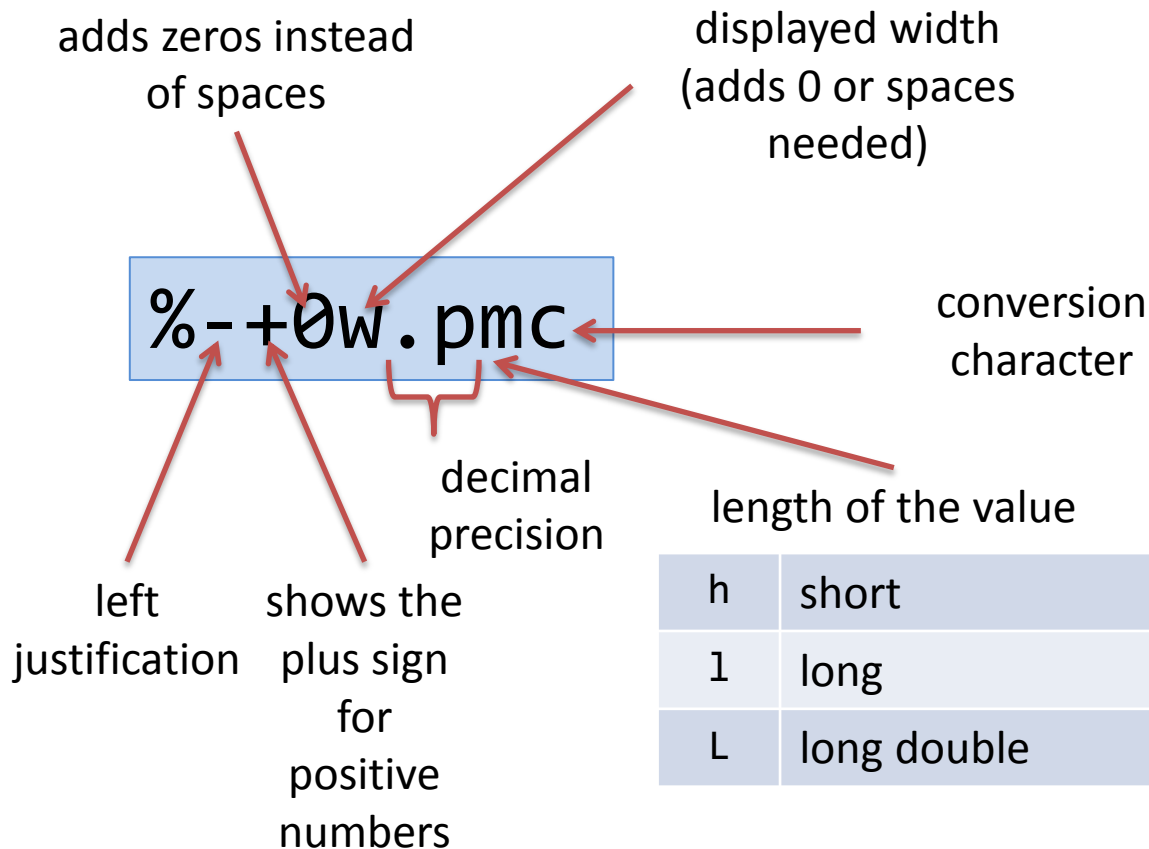 adds zeros instead
of spaces
displayed width
(adds 0 or spaces
needed)
%-+0w.pmc
conversion
character
decimal
precision
length of the value
left
justification
shows the
plus sign
for
positive
numbers
h short
l long
L long double